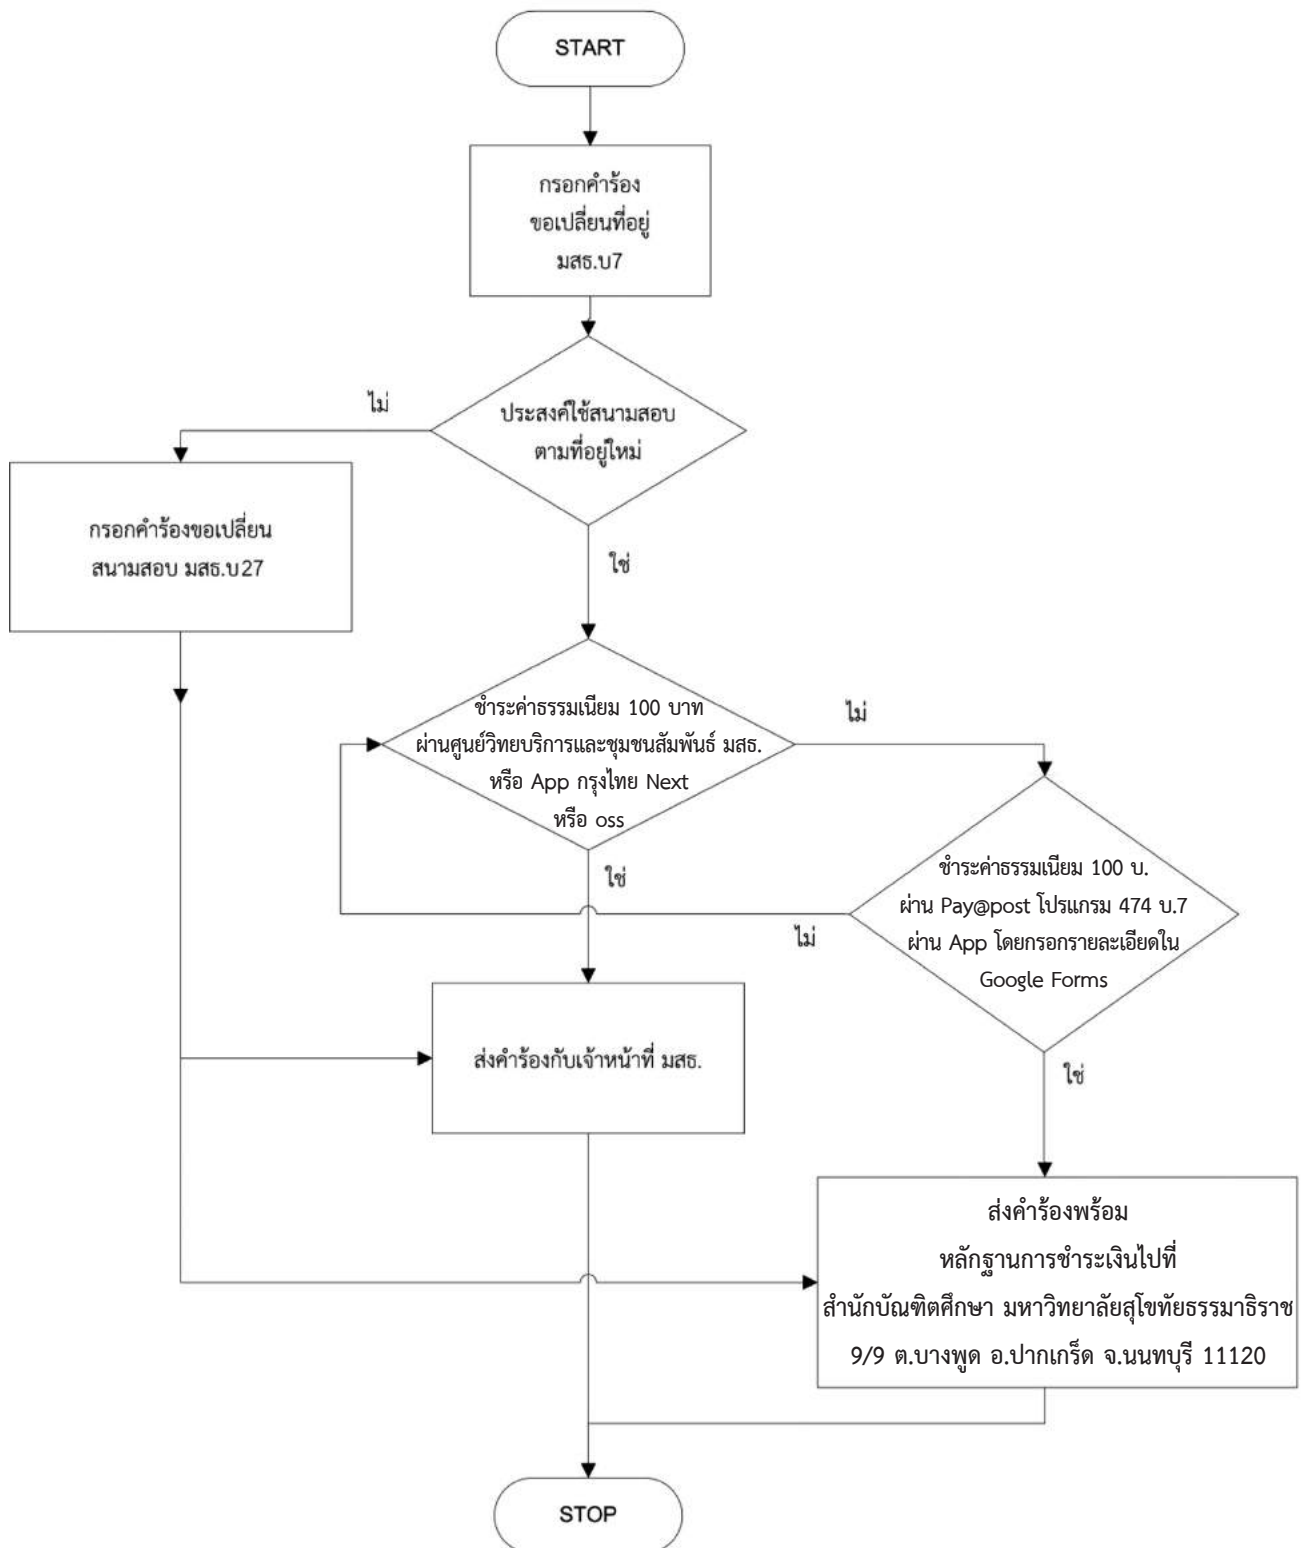 START
กรอกคำร้อง
ขอเปลี่ยนที่อยู่
มสธ.บ7
ไม่
ประสงค์ใช้สนามสอบ
ตามที่อยู่ใหม่
กรอกคำร้องขอเปลี่ยน
สนามสอบ มสธ.บ27
ใช่
ชำระค่าธรรมเนียม 100 บาท
ผ่านศูนย์วิทยบริการและชุมชนสัมพันธ์ มสธ.
หรือ App กรุงไทย Next
หรือ oss
ไม่
ใช่
ชำระค่าธรรมเนียม 100 บ.
ผ่าน Pay@post โปรแกรม 474 บ.7
ผ่าน App โดยกรอกรายละเอียดใน
Google Forms
ไม่
ส่งคำร้องกับเจ้าหน้าที่ มสธ.
ใช่
ส่งคำร้องพร้อม
หลักฐานการชำระเงินไปที่
สำนักบัณฑิตศึกษา มหาวิทยาลัยสุโขทัยธรรมาธิราช
9/9 ต.บางพูด อ.ปากเกร็ด จ.นนทบุรี 11120
STOP